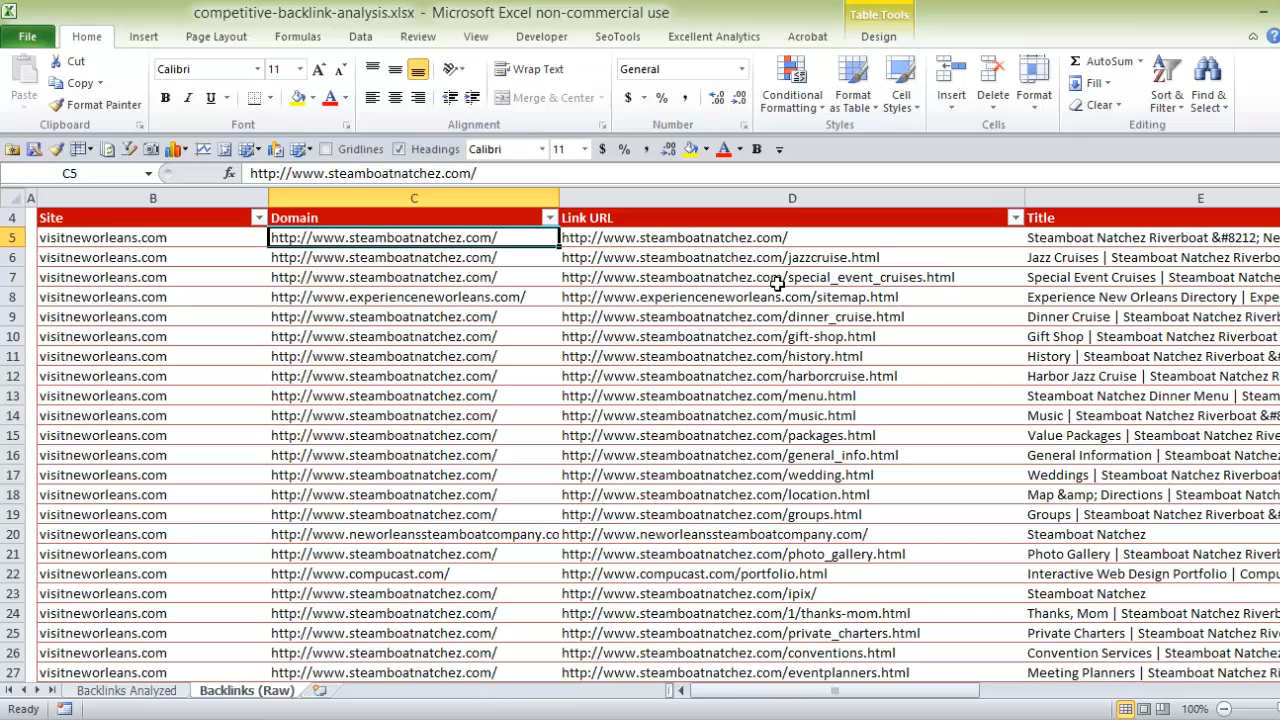 competitive-backlink-analysis.xlsx - Microsoft Excel non-commercial use
Table Tools
File Home Insert Page Layout Formulas Data Review View Developer SeoTools Excellent Analytics Acrobat Design
Paste Cut Copy Format Painter
Calibri 11
B I U A
Wrap Text
Merge & Center
General
$ % ,
Conditional Formatting
Format as Table
Cell Styles
Insert Delete Format
AutoSum
Fill
Clear
Sort & Filter
Find & Select
Clipboard Font Alignment Number Styles Cells Editing
Gridlines Headings Calibri 11 $ % , A B
C5 fx http://www.steamboatnatchez.com/
A B C D E
4 Site Domain Link URL Title
5 visitneworleans.com http://www.steamboatnatchez.com/ http://www.steamboatnatchez.com/ Steamboat Natchez Riverboat &#8212; Ne
6 visitneworleans.com http://www.steamboatnatchez.com/ http://www.steamboatnatchez.com/jazzcruise.html Jazz Cruises | Steamboat Natchez Riverbo
7 visitneworleans.com http://www.steamboatnatchez.com/ http://www.steamboatnatchez.com/special_event_cruises.html Special Event Cruises | Steamboat Natche
8 visitneworleans.com http://www.experienceneworleans.com/ http://www.experienceneworleans.com/sitemap.html Experience New Orleans Directory | Expe
9 visitneworleans.com http://www.steamboatnatchez.com/ http://www.steamboatnatchez.com/dinner_cruise.html Dinner Cruise | Steamboat Natchez Riverb
10 visitneworleans.com http://www.steamboatnatchez.com/ http://www.steamboatnatchez.com/gift-shop.html Gift Shop | Steamboat Natchez Riverboat
11 visitneworleans.com http://www.steamboatnatchez.com/ http://www.steamboatnatchez.com/history.html History | Steamboat Natchez Riverboat &
12 visitneworleans.com http://www.steamboatnatchez.com/ http://www.steamboatnatchez.com/harborcruise.html Harbor Jazz Cruise | Steamboat Natchez R
13 visitneworleans.com http://www.steamboatnatchez.com/ http://www.steamboatnatchez.com/menu.html Steamboat Natchez Dinner Menu | Steam
14 visitneworleans.com http://www.steamboatnatchez.com/ http://www.steamboatnatchez.com/music.html Music | Steamboat Natchez Riverboat &#
15 visitneworleans.com http://www.steamboatnatchez.com/ http://www.steamboatnatchez.com/packages.html Value Packages | Steamboat Natchez Rive
16 visitneworleans.com http://www.steamboatnatchez.com/ http://www.steamboatnatchez.com/general_info.html General Information | Steamboat Natchez
17 visitneworleans.com http://www.steamboatnatchez.com/ http://www.steamboatnatchez.com/wedding.html Weddings | Steamboat Natchez Riverboat
18 visitneworleans.com http://www.steamboatnatchez.com/ http://www.steamboatnatchez.com/location.html Map &amp; Directions | Steamboat Natche
19 visitneworleans.com http://www.steamboatnatchez.com/ http://www.steamboatnatchez.com/groups.html Groups | Steamboat Natchez Riverboat &#
20 visitneworleans.com http://www.neworleanssteamboatcompany.co http://www.neworleanssteamboatcompany.com/ Steamboat Natchez
21 visitneworleans.com http://www.steamboatnatchez.com/ http://www.steamboatnatchez.com/photo_gallery.html Photo Gallery | Steamboat Natchez Riverb
22 visitneworleans.com http://www.compucast.com/ http://www.compucast.com/portfolio.html Interactive Web Design Portfolio | Compu
23 visitneworleans.com http://www.steamboatnatchez.com/ http://www.steamboatnatchez.com/ipix/ Steamboat Natchez
24 visitneworleans.com http://www.steamboatnatchez.com/ http://www.steamboatnatchez.com/1/thanks-mom.html Thanks, Mom | Steamboat Natchez Riverb
25 visitneworleans.com http://www.steamboatnatchez.com/ http://www.steamboatnatchez.com/private_charters.html Private Charters | Steamboat Natchez Rive
26 visitneworleans.com http://www.steamboatnatchez.com/ http://www.steamboatnatchez.com/conventions.html Convention Services | Steamboat Natchez
27 visitneworleans.com http://www.steamboatnatchez.com/ http://www.steamboatnatchez.com/eventplanners.html Meeting Planners | Steamboat Natchez Ri
Backlinks Analyzed Backlinks (Raw)
Ready 100%